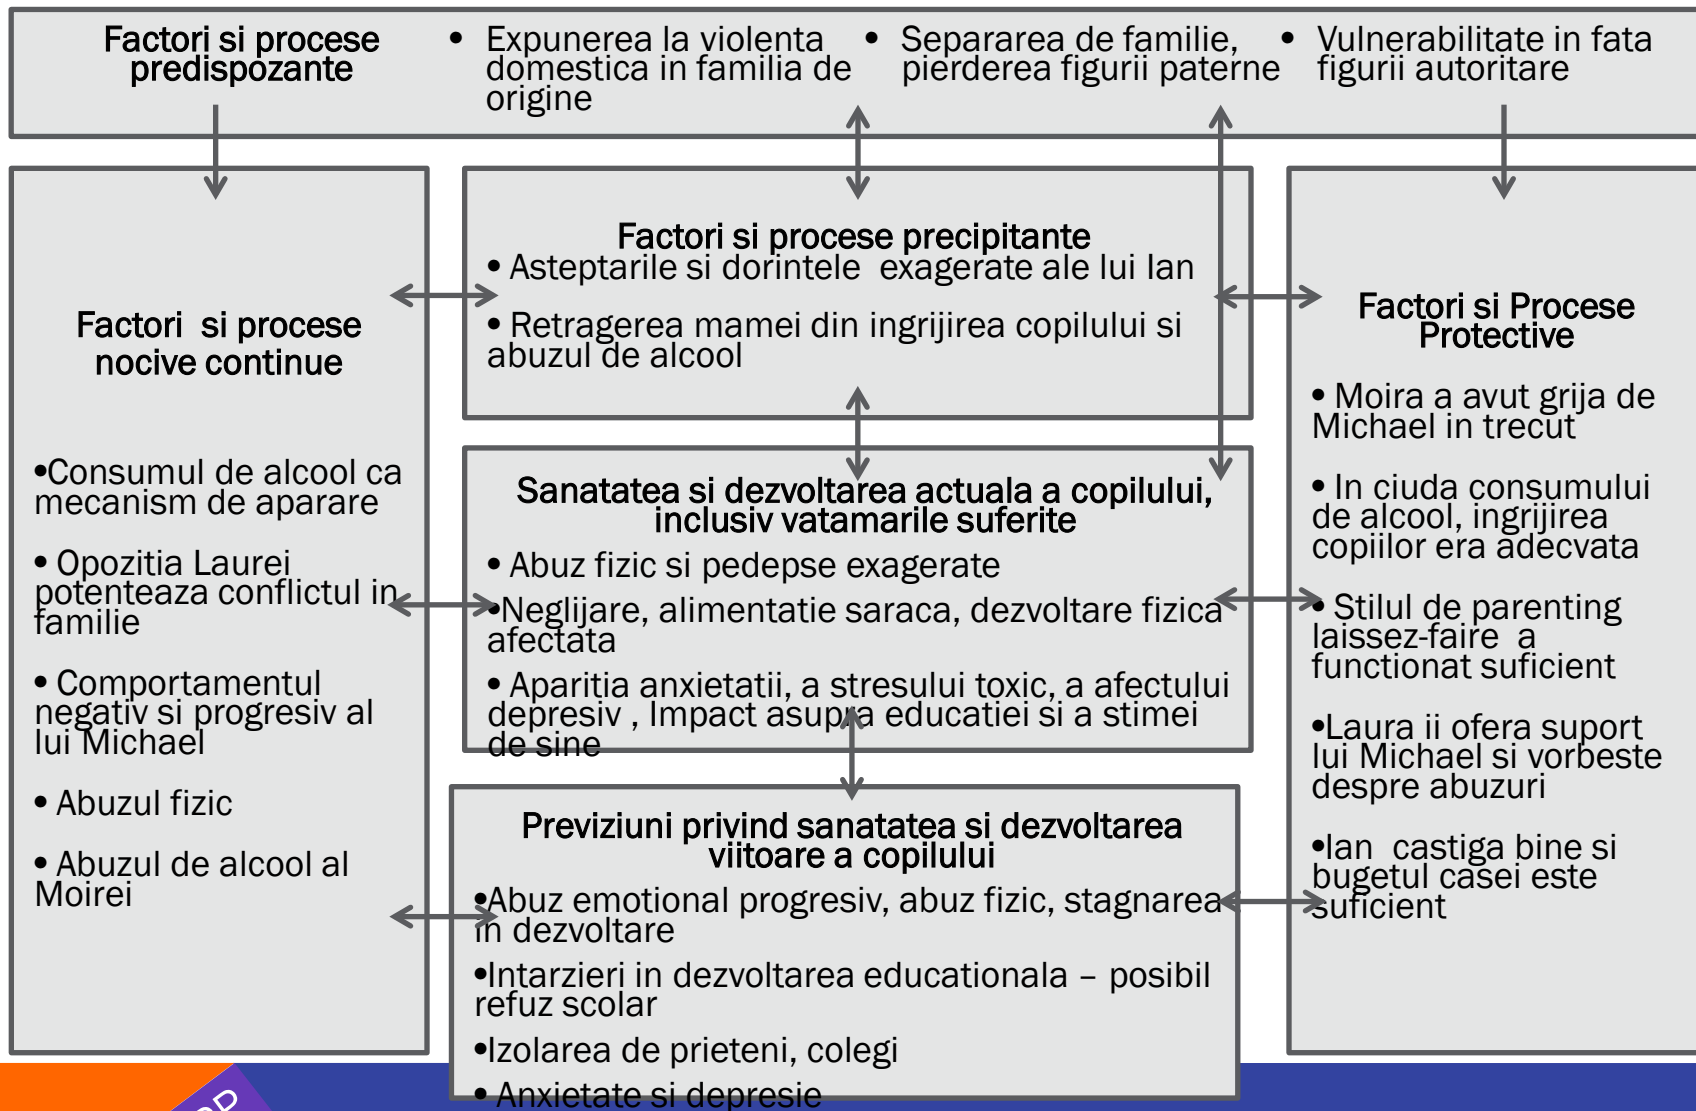 Factori si procese
predispozante
• Expunerea la violenta
domestica in familia de
origine
• Separarea de familie,
pierderea figurii paterne
• Vulnerabilitate in fata
figurii autoritare
Factori si procese
nocive continue
•Consumul de alcool ca
mecanism de aparare
• Opozitia Laurei
potenteaza conflictul in
familie
• Comportamentul
negativ si progresiv al
lui Michael
• Abuzul fizic
• Abuzul de alcool al
Moirei
Factori si procese precipitante
• Asteptarile si dorintele exagerate ale lui Ian
• Retragerea mamei din ingrijirea copilului si
abuzul de alcool
Sanatatea si dezvoltarea actuala a copilului,
inclusiv vatamarile suferite
• Abuz fizic si pedepse exagerate
•Neglijare, alimentatie saraca, dezvoltare fizica
afectata
• Aparitia anxietatii, a stresului toxic, a afectului
depresiv , Impact asupra educatiei si a stimei
de sine
Previziuni privind sanatatea si dezvoltarea
viitoare a copilului
•Abuz emotional progresiv, abuz fizic, stagnarea
in dezvoltare
•Intarzieri in dezvoltarea educationala – posibil
refuz scolar
•Izolarea de prieteni, colegi
• Anxietate si depresie
Factori si Procese
Protective
• Moira a avut grija de
Michael in trecut
• In ciuda consumului
de alcool, ingrijirea
copiilor era adecvata
• Stilul de parenting
laissez-faire a
functionat suficient
•Laura ii ofera suport
lui Michael si vorbeste
despre abuzuri
•Ian castiga bine si
bugetul casei este
suficient